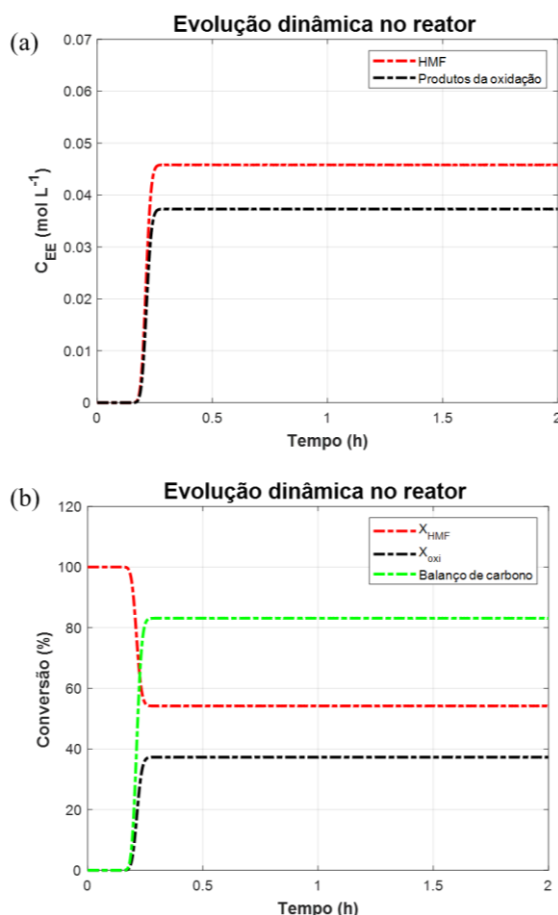 (a)
Evolução dinâmica no reator
0.07
0.06
0.05
0.04
0.03
0.02
0.01
0
C_EE (mol L⁻¹)
HMF
Produtos da oxidação
0 0.5 1 1.5 2
Tempo (h)
(b)
Evolução dinâmica no reator
120
100
80
60
40
20
0
Conversão (%)
X_HMF
X_oxi
Balanço de carbono
0 0.5 1 1.5 2
Tempo (h)